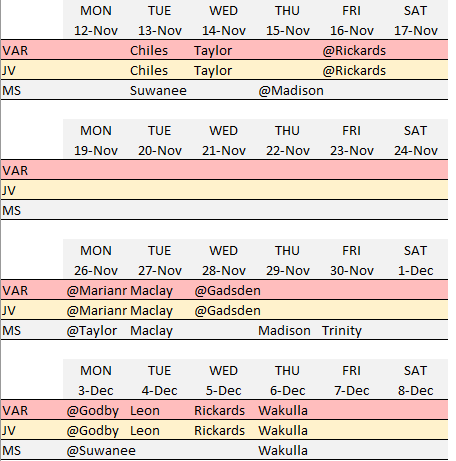 MON TUE WED THU FRI SAT
12-Nov 13-Nov 14-Nov 15-Nov 16-Nov 17-Nov
VAR Chiles Taylor @Rickards
JV Chiles Taylor @Rickards
MS Suwanee @Madison
MON TUE WED THU FRI SAT
19-Nov 20-Nov 21-Nov 22-Nov 23-Nov 24-Nov
VAR
JV
MS
MON TUE WED THU FRI SAT
26-Nov 27-Nov 28-Nov 29-Nov 30-Nov 1-Dec
VAR @Mariann Maclay @Gadsden
JV @Mariann Maclay @Gadsden
MS @Taylor Maclay Madison Trinity
MON TUE WED THU FRI SAT
3-Dec 4-Dec 5-Dec 6-Dec 7-Dec 8-Dec
VAR @Godby Leon Rickards Wakulla
JV @Godby Leon Rickards Wakulla
MS @Suwanee Wakulla